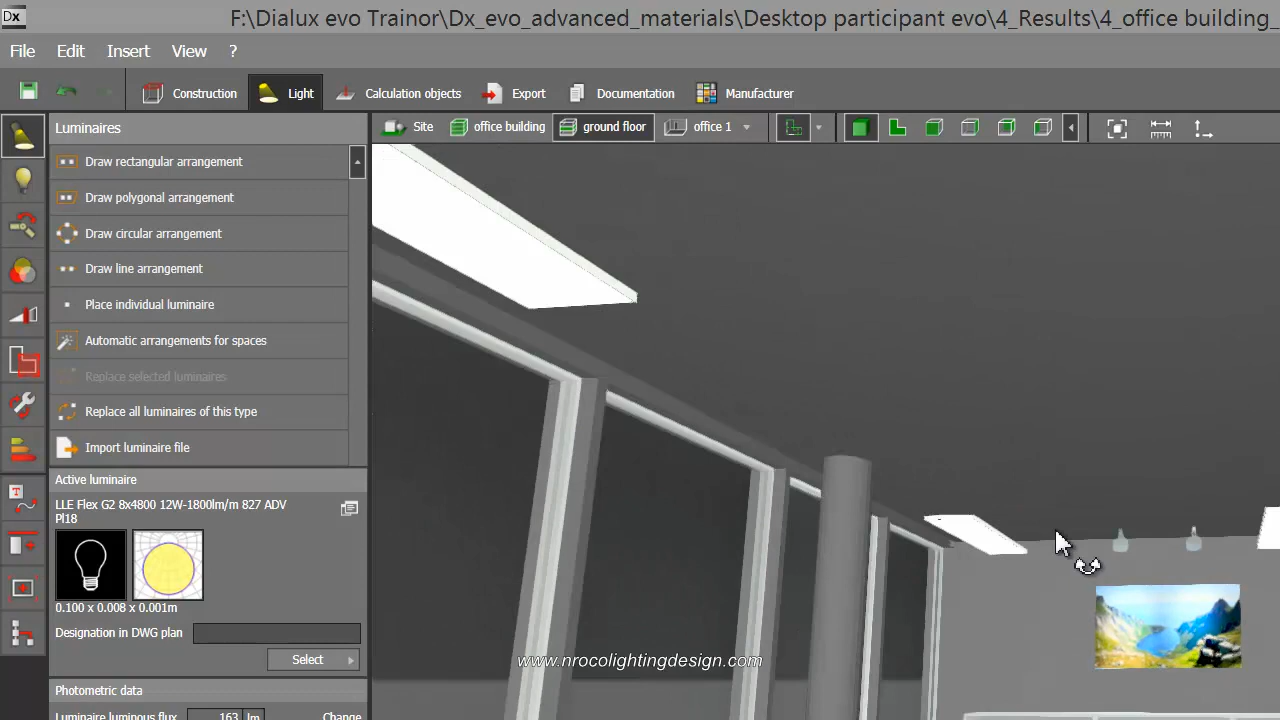 Dx F:\Dialux evo Trainor\Dx_evo_advanced_materials\Desktop participant evo\4_Results\4_office building_
File Edit Insert View ?
Construction Light Calculation objects Export Documentation Manufacturer
Luminaires
Site office building ground floor office 1
Draw rectangular arrangement
Draw polygonal arrangement
Draw circular arrangement
Draw line arrangement
Place individual luminaire
Automatic arrangements for spaces
Replace selected luminaires
Replace all luminaires of this type
Import luminaire file
Active luminaire
LLE Flex G2 8x4800 12W-1800lm/m 827 ADV
Pl18
0.100 x 0.008 x 0.001m
Designation in DWG plan
Select
www.nrocolightingdesign.com
Photometric data
Luminaire luminous flux 163 lm Change